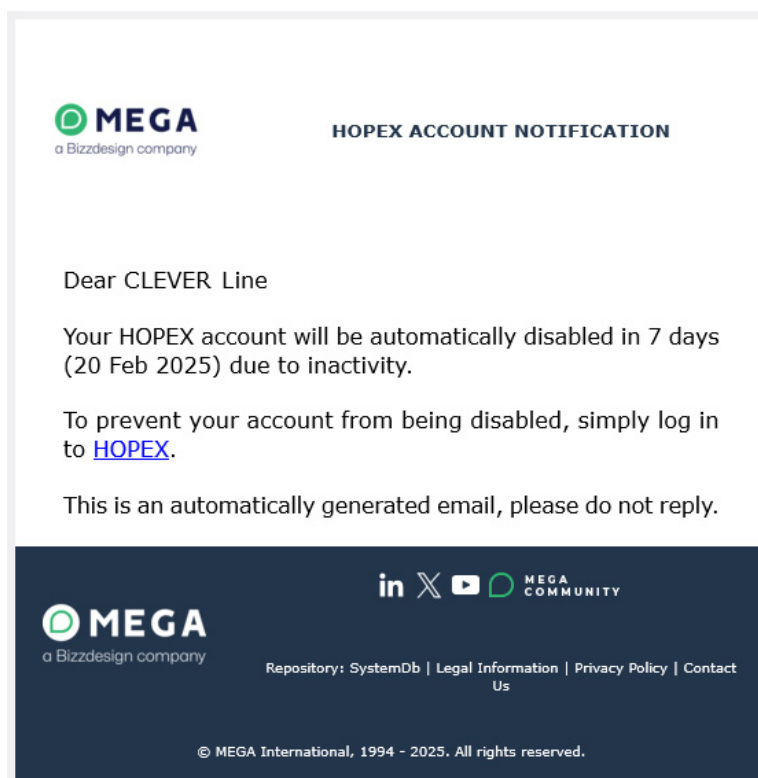 MEGA
a Bizzdesign company
HOPEX ACCOUNT NOTIFICATION
Dear CLEVER Line
Your HOPEX account will be automatically disabled in 7 days
(20 Feb 2025) due to inactivity.
To prevent your account from being disabled, simply log in
to HOPEX.
This is an automatically generated email, please do not reply.
in
MEGA
COMMUNITY
MEGA
a Bizzdesign company
Repository: SystemDb | Legal Information | Privacy Policy | Contact
Us
© MEGA International, 1994 - 2025. All rights reserved.